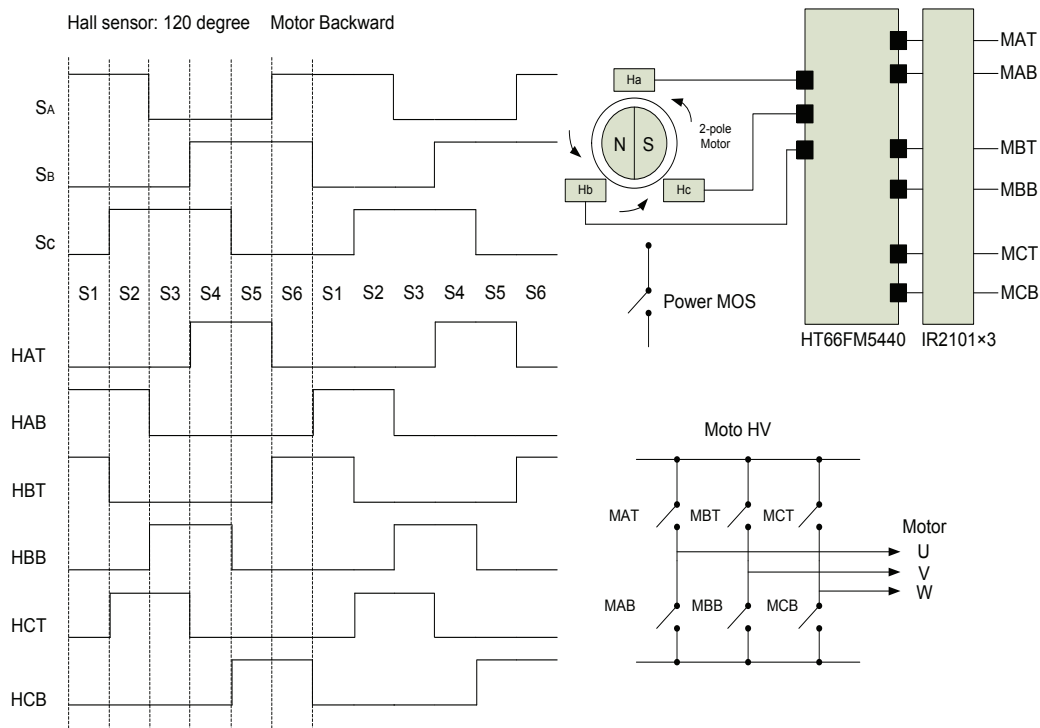 Hall sensor: 120 degree Motor Backward
SA
SB
SC
S1 S2 S3 S4 S5 S6 S1 S2 S3 S4 S5 S6
HAT
HAB
HBT
HBB
HCT
HCB
Ha
Hb
Hc
N S
2-pole
Motor
MAT
MAB
MBT
MBB
MCT
MCB
HT66FM5440 IR2101×3
Power MOS
Moto HV
MAT MBT MCT
MAB MBB MCB
Motor
U
V
W